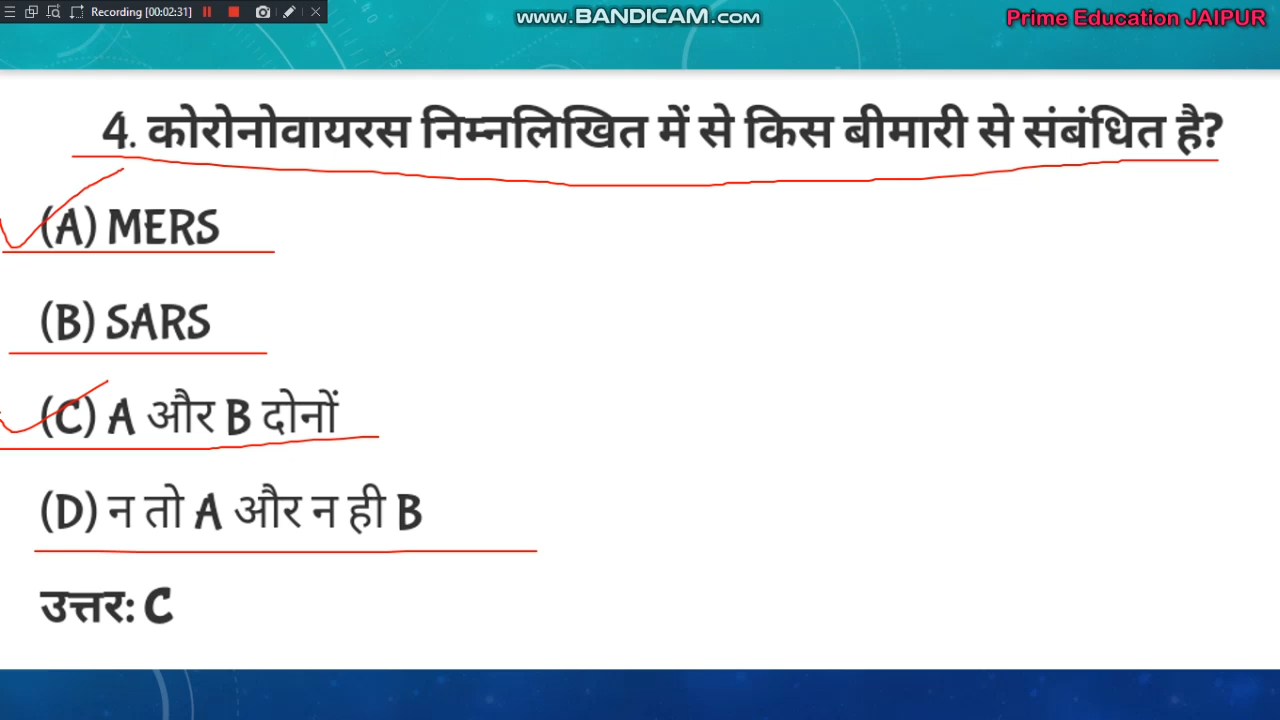 Recording [00:02:31]
www.BANDICAM.com
Prime Education JAIPUR
4. कोरोनोवायरस निम्नलिखित में से किस बीमारी से संबंधित है?
(A) MERS
(B) SARS
(C) A और B दोनों
(D) न तो A और न ही B
उत्तर: C